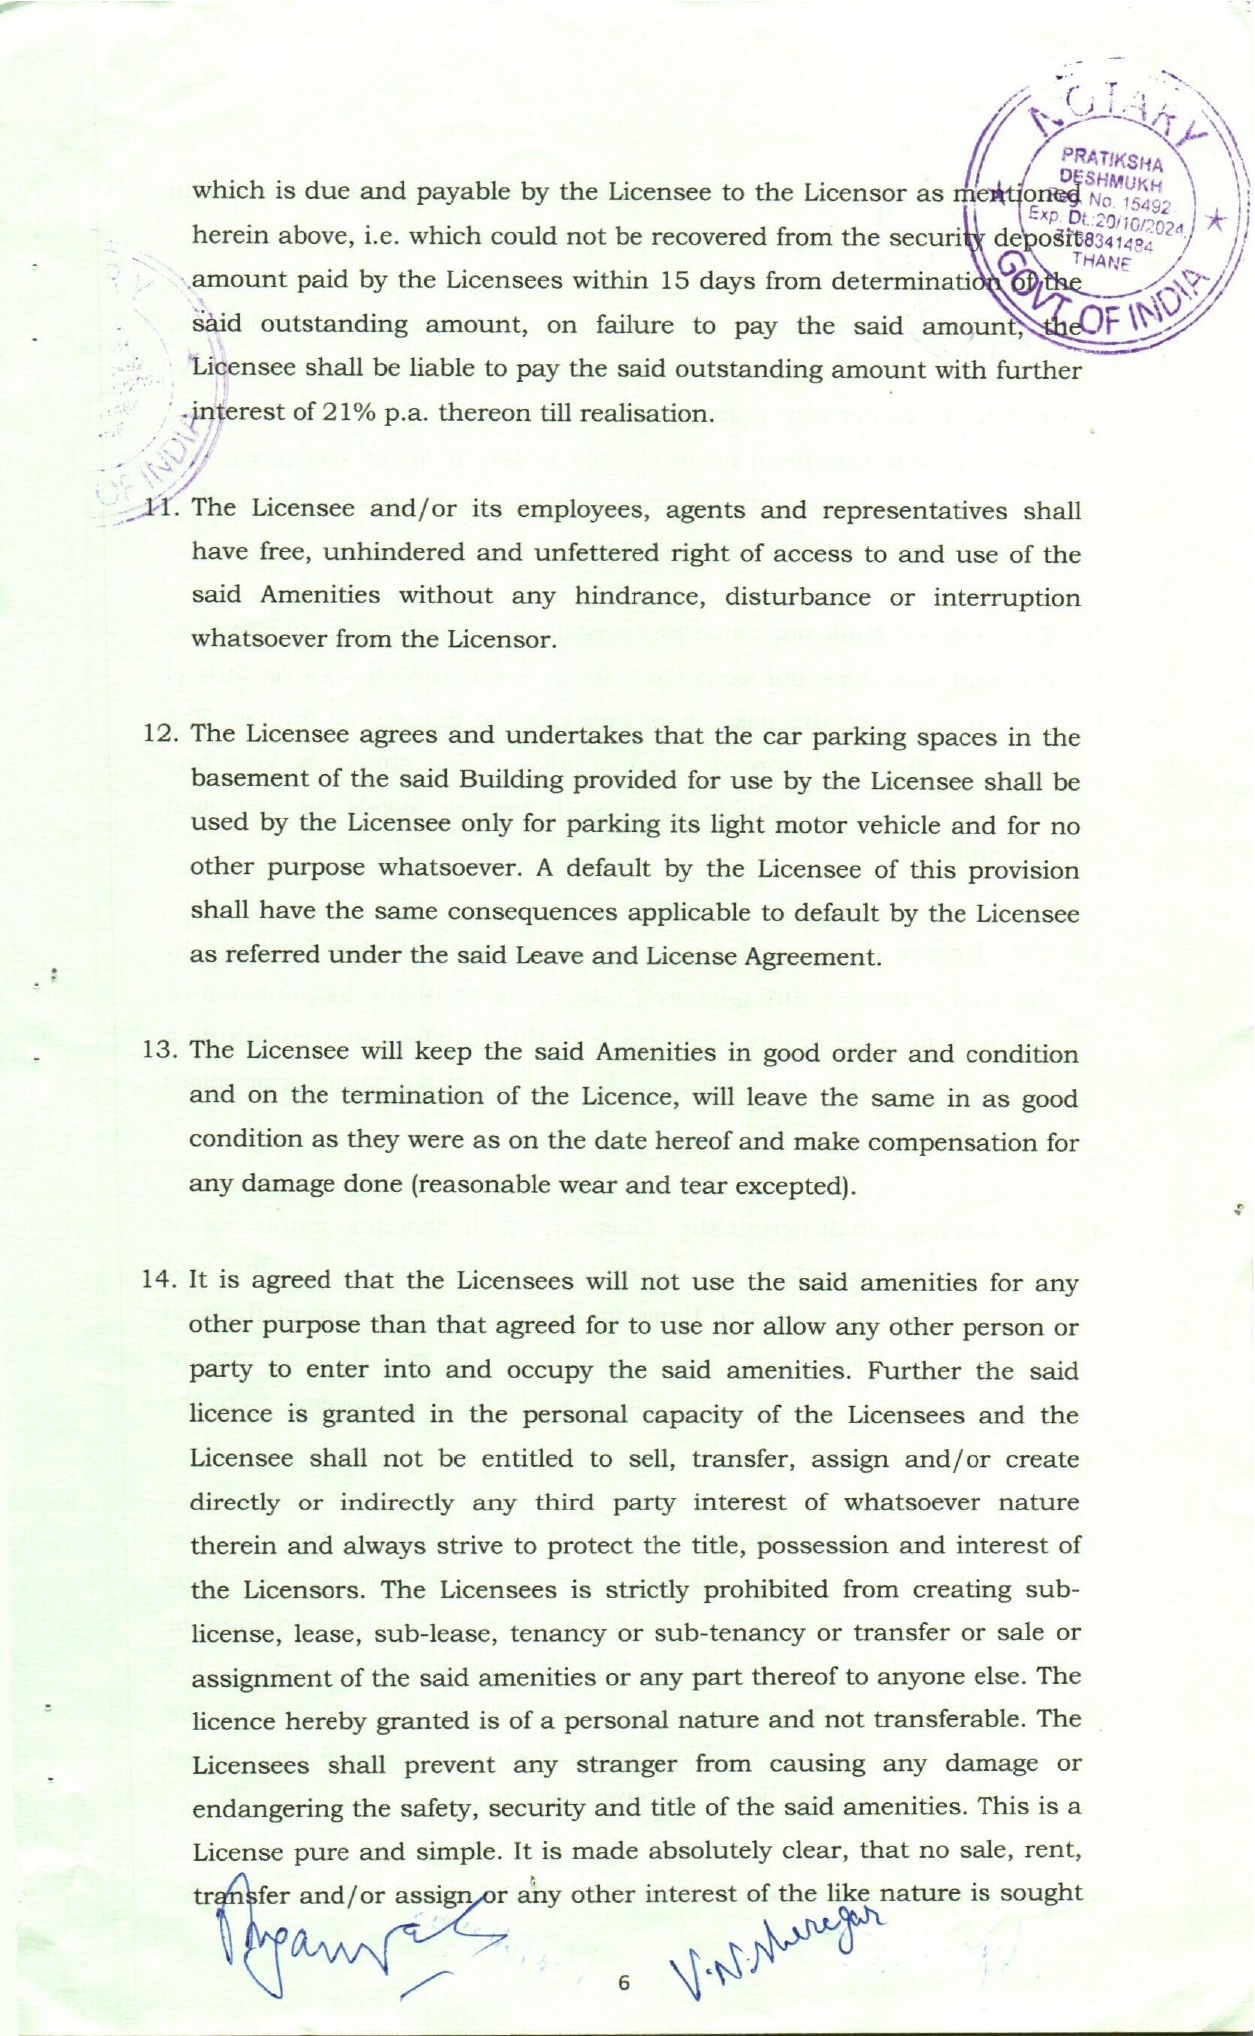 NOTARY
PRATIKSHA
DESHMUKH
Reg No. 15492
Exp. Dt.:20/10/2024
THANE
GOVT. OF INDIA
which is due and payable by the Licensee to the Licensor as mentioned
herein above, i.e. which could not be recovered from the security deposit
amount paid by the Licensees within 15 days from determination of the
said outstanding amount, on failure to pay the said amount, the
Licensee shall be liable to pay the said outstanding amount with further
interest of 21% p.a. thereon till realisation.
OF INDIA
11. The Licensee and/or its employees, agents and representatives shall
have free, unhindered and unfettered right of access to and use of the
said Amenities without any hindrance, disturbance or interruption
whatsoever from the Licensor.
12. The Licensee agrees and undertakes that the car parking spaces in the
basement of the said Building provided for use by the Licensee shall be
used by the Licensee only for parking its light motor vehicle and for no
other purpose whatsoever. A default by the Licensee of this provision
shall have the same consequences applicable to default by the Licensee
as referred under the said Leave and License Agreement.
13. The Licensee will keep the said Amenities in good order and condition
and on the termination of the Licence, will leave the same in as good
condition as they were as on the date hereof and make compensation for
any damage done (reasonable wear and tear excepted).
14. It is agreed that the Licensees will not use the said amenities for any
other purpose than that agreed for to use nor allow any other person or
party to enter into and occupy the said amenities. Further the said
licence is granted in the personal capacity of the Licensees and the
Licensee shall not be entitled to sell, transfer, assign and/or create
directly or indirectly any third party interest of whatsoever nature
therein and always strive to protect the title, possession and interest of
the Licensors. The Licensees is strictly prohibited from creating sub-
license, lease, sub-lease, tenancy or sub-tenancy or transfer or sale or
assignment of the said amenities or any part thereof to anyone else. The
licence hereby granted is of a personal nature and not transferable. The
Licensees shall prevent any stranger from causing any damage or
endangering the safety, security and title of the said amenities. This is a
License pure and simple. It is made absolutely clear, that no sale, rent,
transfer and/or assign or any other interest of the like nature is sought
V.N.Sheregar
6